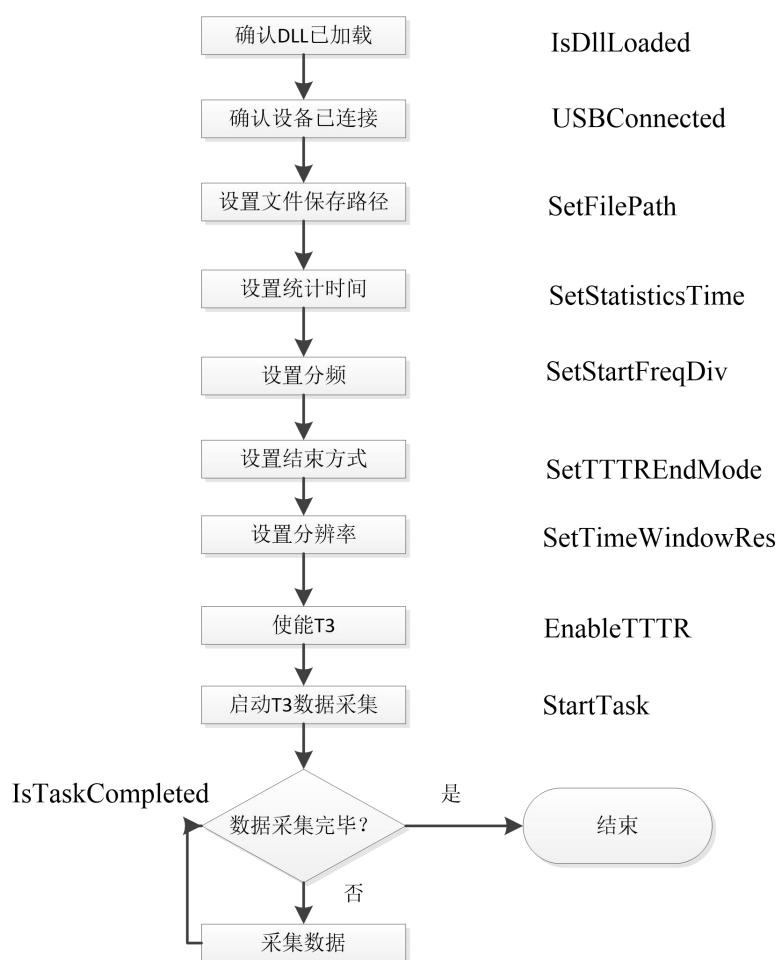 确认DLL已加载
IsDllLoaded
确认设备已连接
USBConnected
设置文件保存路径
SetFilePath
设置统计时间
SetStatisticsTime
设置分频
SetStartFreqDiv
设置结束方式
SetTTTREndMode
设置分辨率
SetTimeWindowRes
使能T3
EnableTTTR
启动T3数据采集
StartTask
IsTaskCompleted
数据采集完毕?
是
结束
否
采集数据